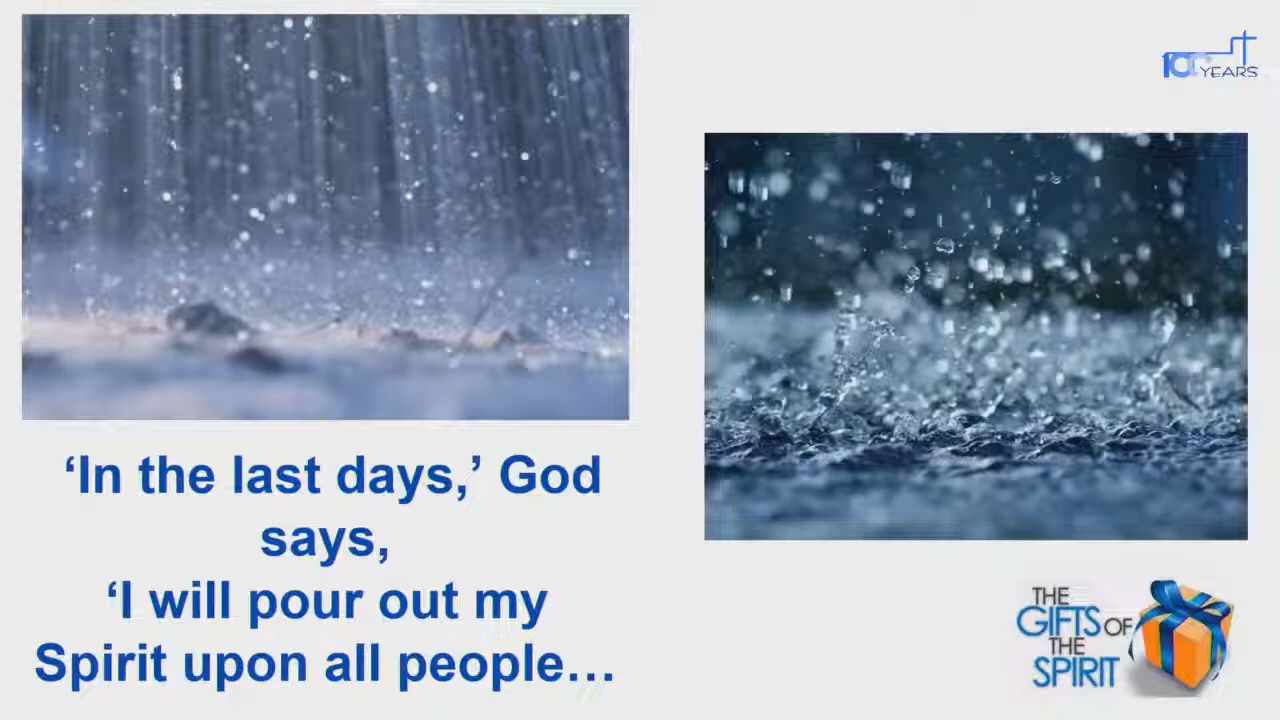 100
YEARS
‘In the last days,’ God
says,
‘I will pour out my
Spirit upon all people…
THE
GIFTS OF
THE
SPIRIT